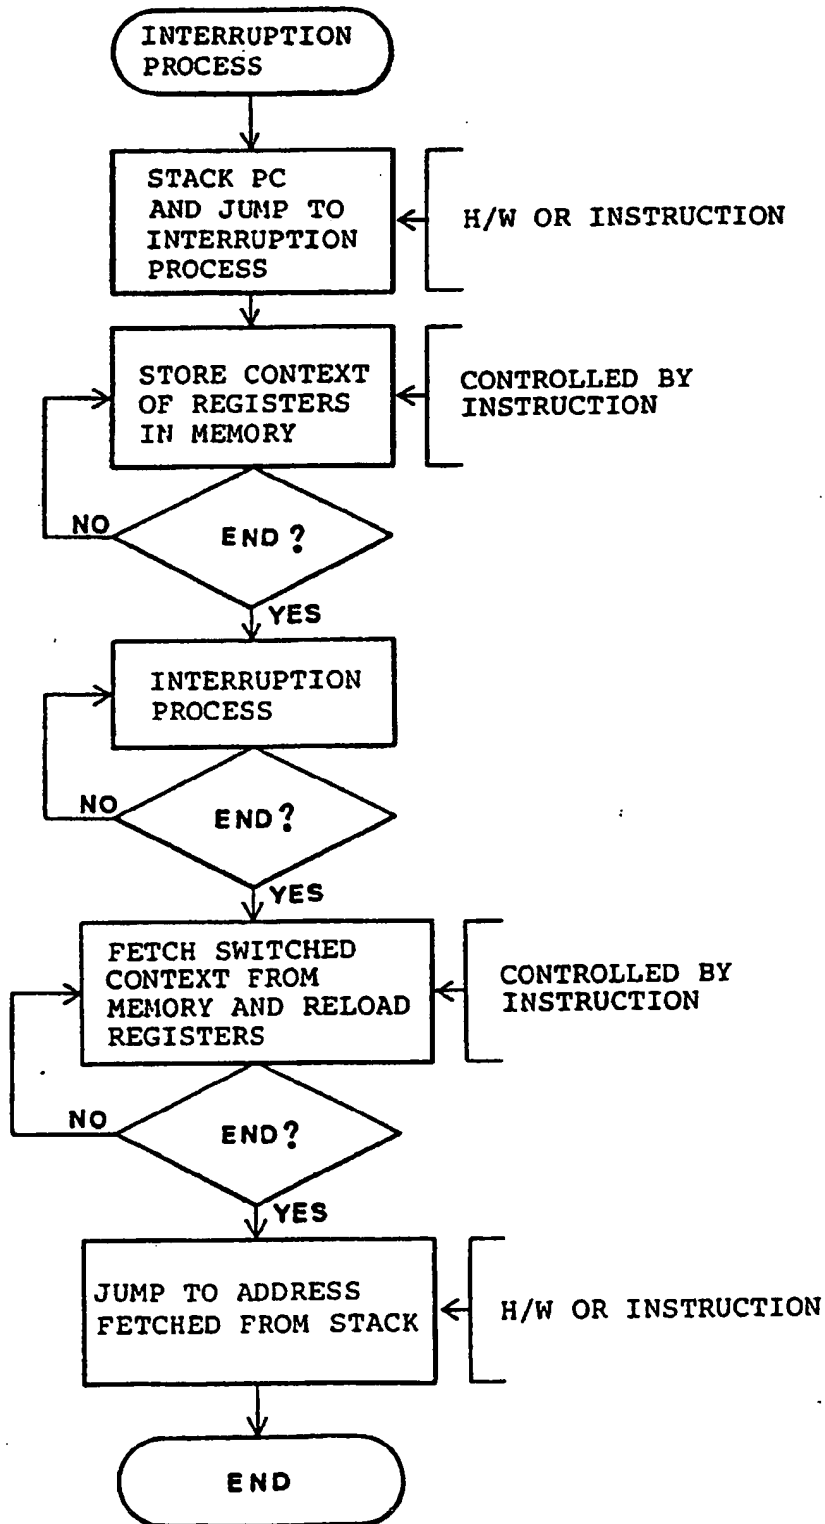 INTERRUPTION
PROCESS
STACK PC
AND JUMP TO
INTERRUPTION
PROCESS
H/W OR INSTRUCTION
STORE CONTEXT
OF REGISTERS
IN MEMORY
CONTROLLED BY
INSTRUCTION
END?
NO
YES
INTERRUPTION
PROCESS
END?
NO
YES
FETCH SWITCHED
CONTEXT FROM
MEMORY AND RELOAD
REGISTERS
CONTROLLED BY
INSTRUCTION
END?
NO
YES
JUMP TO ADDRESS
FETCHED FROM STACK
H/W OR INSTRUCTION
END